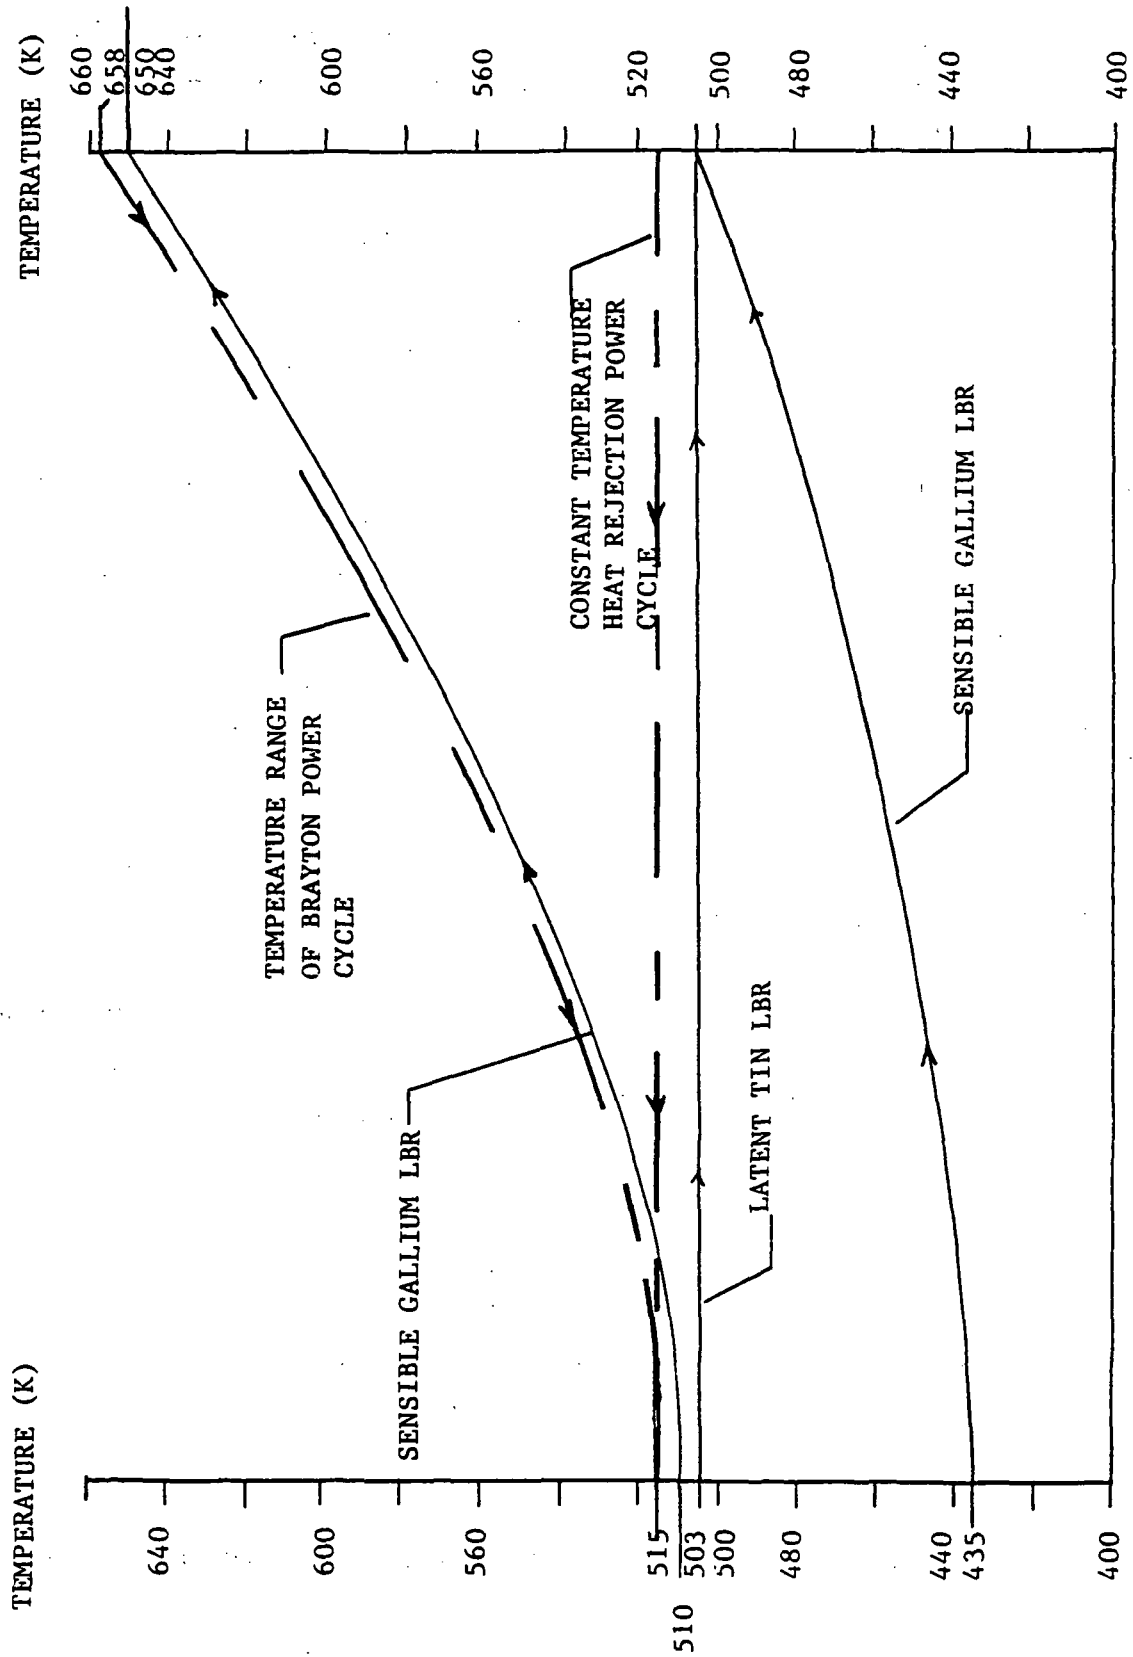 TEMPERATURE (K)
640
600
560
515
510
503
500
480
440
435
400
TEMPERATURE RANGE
OF BRAYTON POWER
CYCLE
SENSIBLE GALLIUM LBR
CONSTANT TEMPERATURE
HEAT REJECTION POWER
CYCLE
LATENT TIN LBR
SENSIBLE GALLIUM LBR
TEMPERATURE (K)
660
658
650
640
600
560
520
500
480
440
400